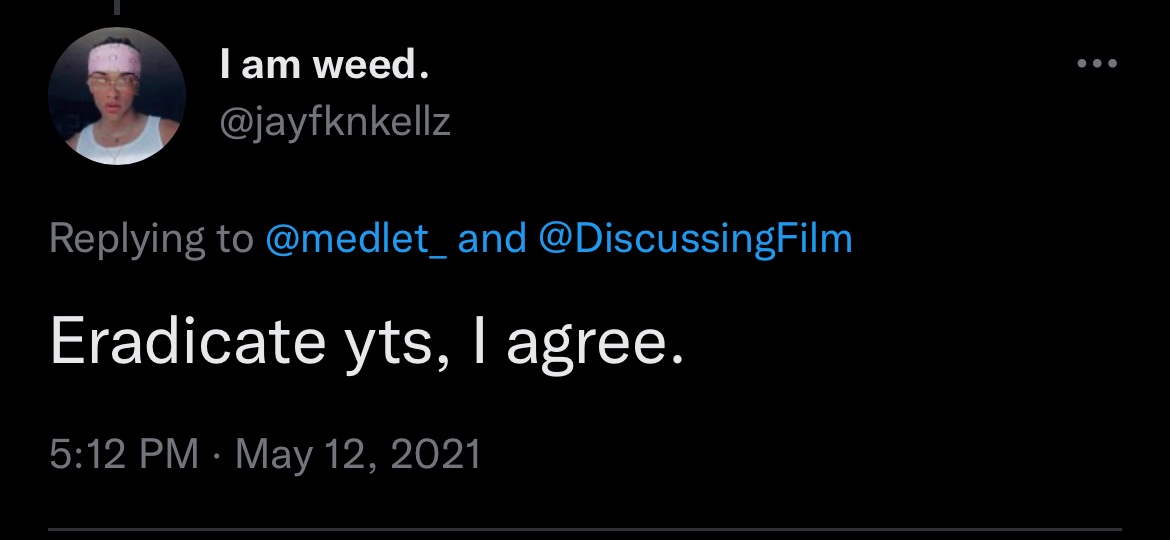 I am weed.
@jayfknkellz
Replying to @medlet_ and @DiscussingFilm
Eradicate yts, I agree.
5:12 PM · May 12, 2021